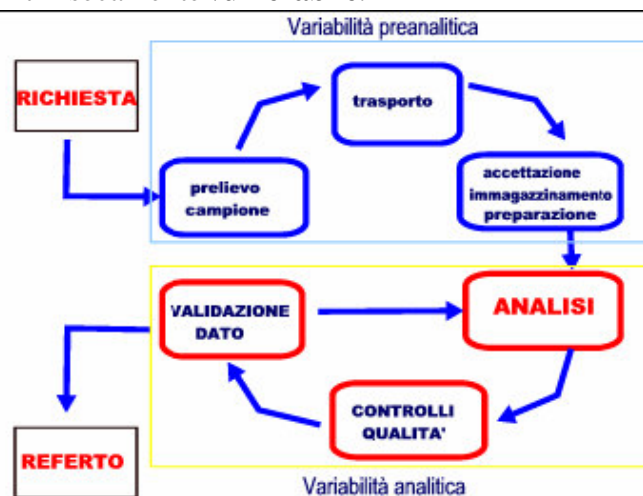 Variabilità preanalitica
RICHIESTA
trasporto
prelievo
campione
accettazione
immagazzinamento
preparazione
VALIDAZIONE
DATO
ANALISI
CONTROLLI
QUALITA'
REFERTO
Variabilità analitica